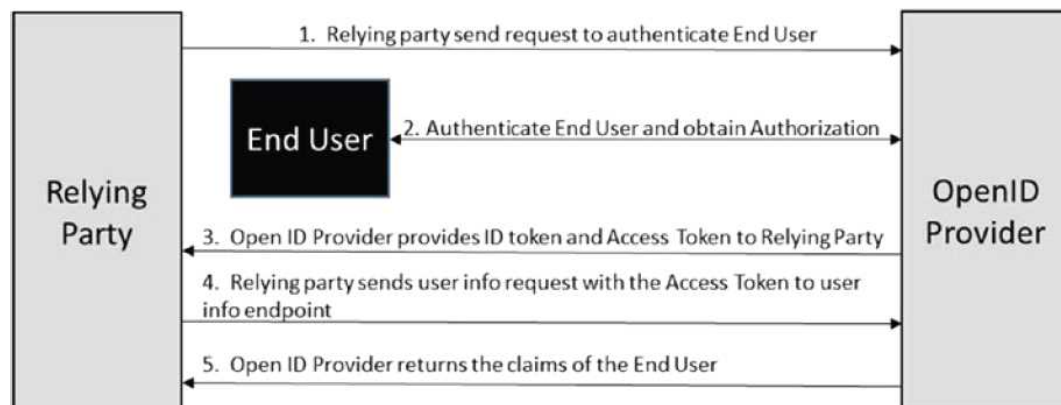 1. Relying party send request to authenticate End User
End User
2. Authenticate End User and obtain Authorization
Relying
Party
OpenID
Provider
3. Open ID Provider provides ID token and Access Token to Relying Party
4. Relying party sends user info request with the Access Token to user
info endpoint
5. Open ID Provider returns the claims of the End User